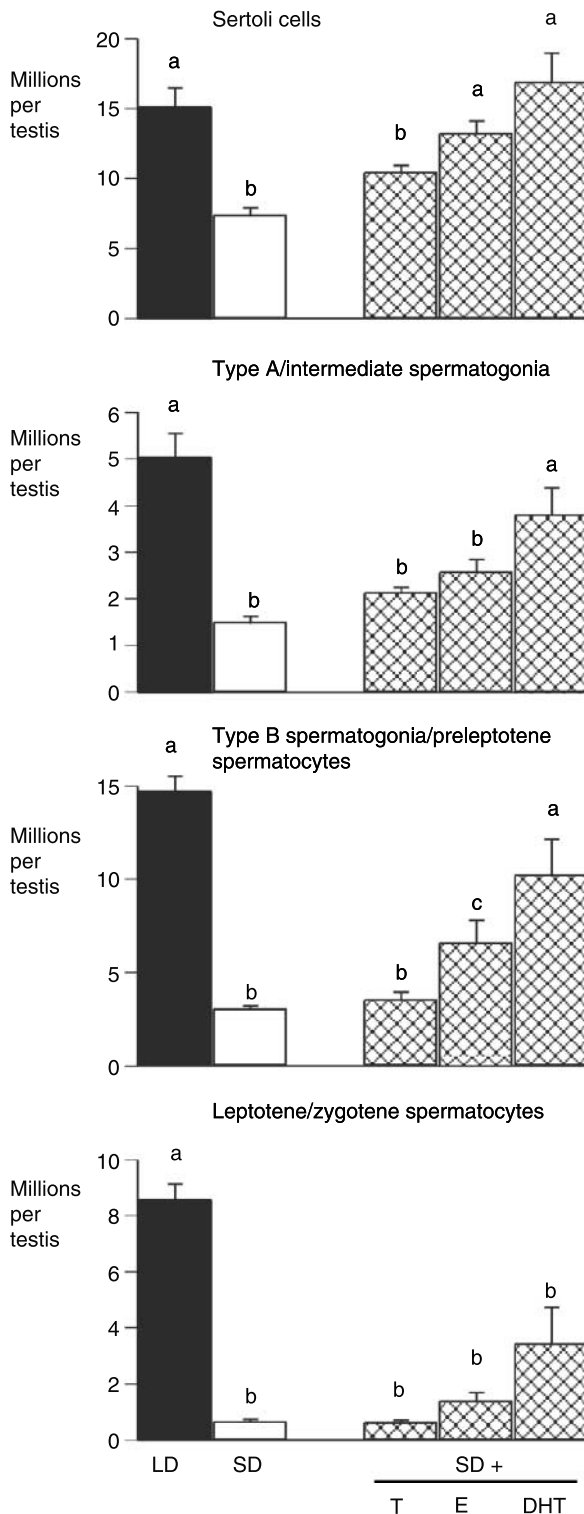 Sertoli cells
Millions
per
testis
20
15
10
5
0
a
b
b
a
a
Type A/intermediate spermatogonia
Millions
per
testis
6
5
4
3
2
1
0
a
b
b
b
a
Type B spermatogonia/preleptotene
spermatocytes
Millions
per
testis
15
10
5
0
a
b
b
c
a
Leptotene/zygotene spermatocytes
Millions
per
testis
10
8
6
4
2
0
a
b
b
b
b
LD SD SD +
T E DHT